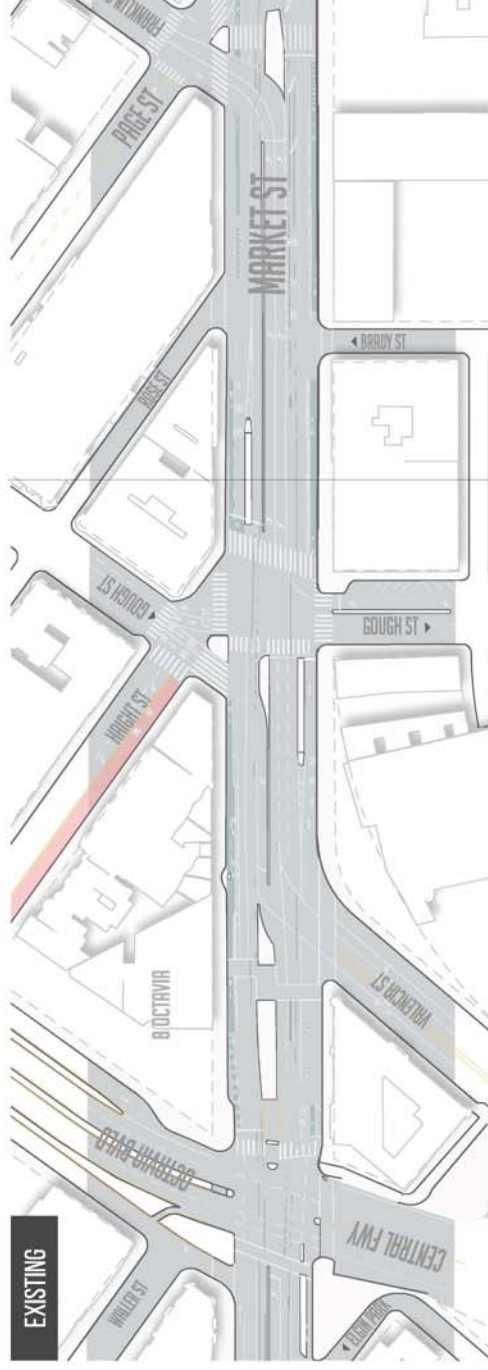 EXISTING
WALLER ST
OCTAVIA BLVD
8 OCTAVIA
HAIGHT ST
GOUGH ST
ROSE ST
PAGE ST
FRANKLIN
MARKET ST
ELGIN PARK
CENTRAL FWY
VALENCIA ST
GOUGH ST
BRADY ST